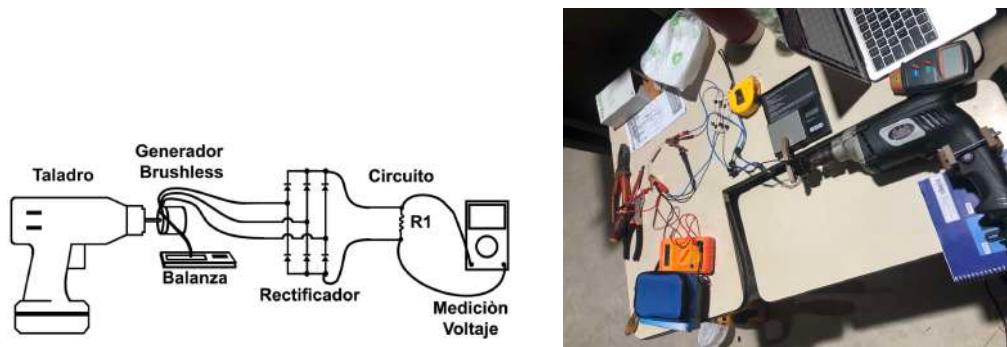 Generador
Brushless
Taladro
Circuito
R1
Balanza
Rectificador
Mediciòn
Voltaje